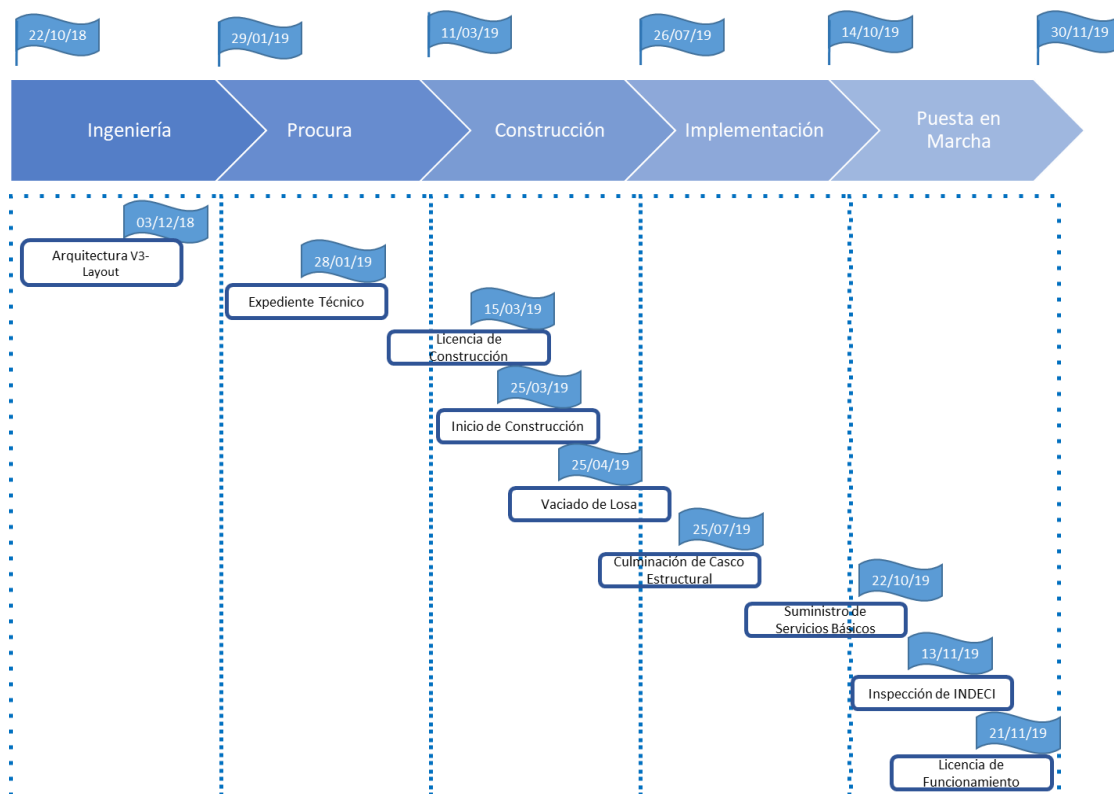 22/10/18
29/01/19
11/03/19
26/07/19
14/10/19
30/11/19
Ingeniería
Procura
Construcción
Implementación
Puesta en
Marcha
03/12/18
Arquitectura V3-
Layout
28/01/19
Expediente Técnico
15/03/19
Licencia de
Construcción
25/03/19
Inicio de Construcción
25/04/19
Vaciado de Losa
25/07/19
Culminación de Casco
Estructural
22/10/19
Suministro de
Servicios Básicos
13/11/19
Inspección de INDECI
21/11/19
Licencia de
Funcionamiento